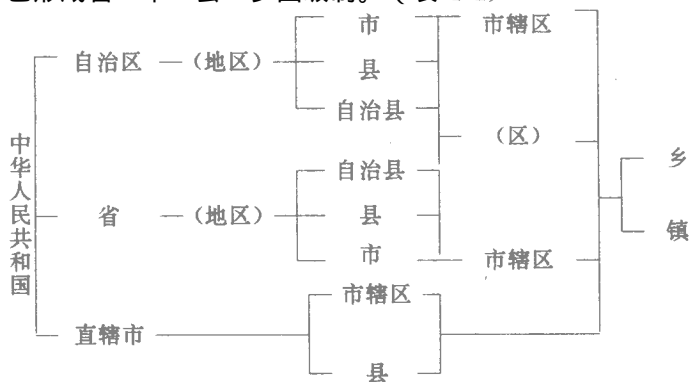 市 市辖区
自治区 （地区） 县
自治县
（区）
中华人民共和国
自治县
乡
省 （地区） 县
镇
市 市辖区
市辖区
直辖市
县